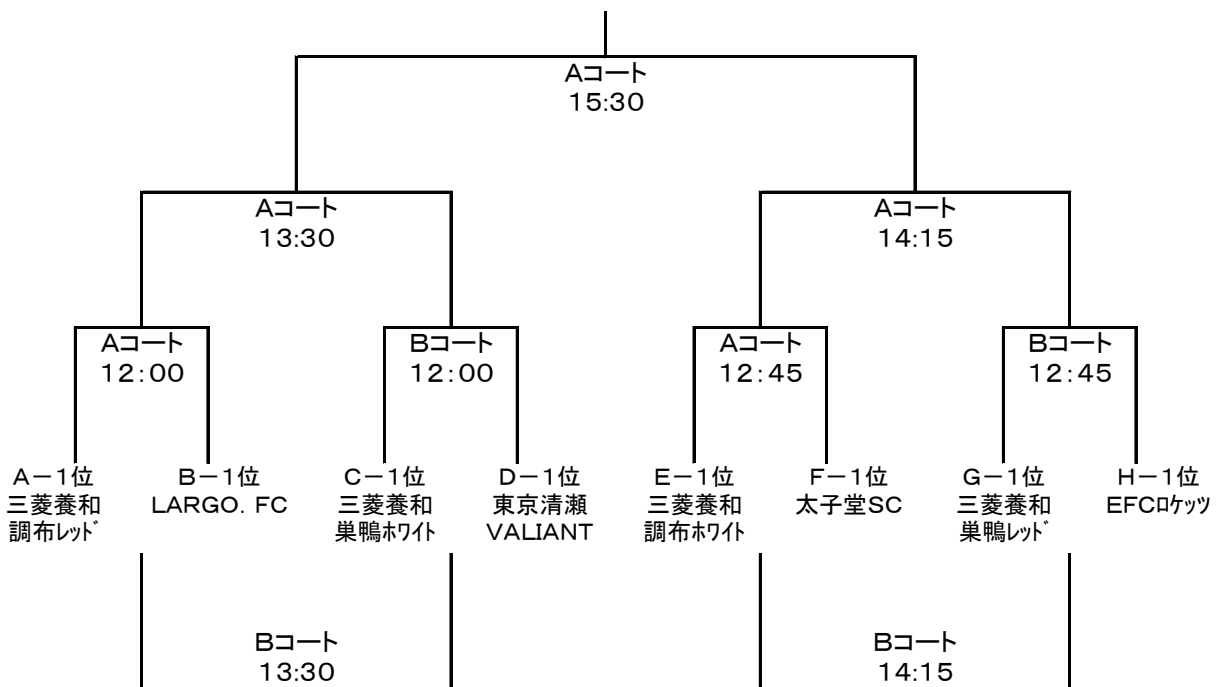 Aコート
15:30
Aコート
13:30
Aコート
14:15
Aコート
12:00
Bコート
12:00
Aコート
12:45
Bコート
12:45
A－1位
三菱養和
調布ﾚｯﾄﾞ
B－1位
LARGO．FC
C－1位
三菱養和
巣鴨ﾎﾜｲﾄ
D－1位
東京清瀬
VALIANT
E－1位
三菱養和
調布ﾎﾜｲﾄ
F－1位
太子堂SC
G－1位
三菱養和
巣鴨ﾚｯﾄﾞ
H－1位
EFCﾛｹｯﾂ
Bコート
13:30
Bコート
14:15